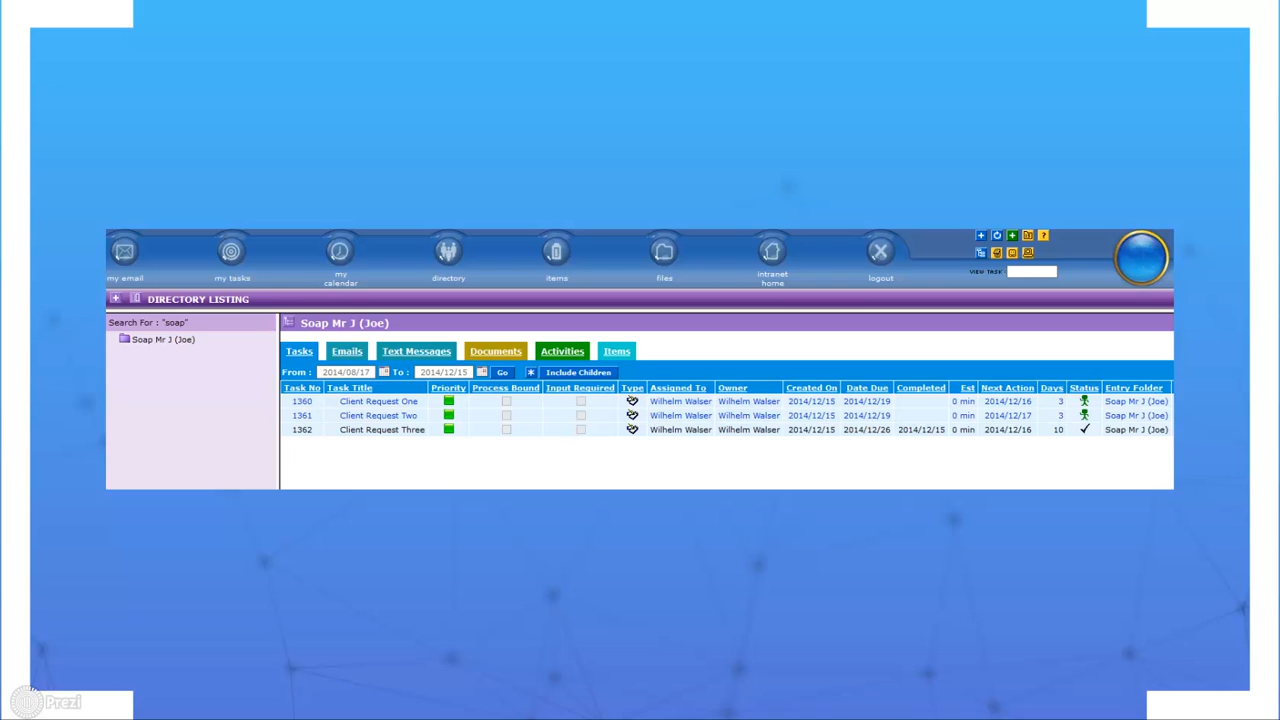 my email my tasks my calendar directory items files intranet home logout
VIEW TASK:
DIRECTORY LISTING
Search For : "soap"
Soap Mr J (Joe)
Soap Mr J (Joe)
Tasks Emails Text Messages Documents Activities Items
From : 2014/08/17 To : 2014/12/15 Go * Include Children
Task No Task Title Priority Process Bound Input Required Type Assigned To Owner Created On Date Due Completed Est Next Action Days Status Entry Folder
1360 Client Request One Wilhelm Walser Wilhelm Walser 2014/12/15 2014/12/19 0 min 2014/12/16 3 Soap Mr J (Joe)
1361 Client Request Two Wilhelm Walser Wilhelm Walser 2014/12/15 2014/12/19 0 min 2014/12/17 3 Soap Mr J (Joe)
1362 Client Request Three Wilhelm Walser Wilhelm Walser 2014/12/15 2014/12/26 2014/12/15 0 min 2014/12/16 10 Soap Mr J (Joe)
Prezi